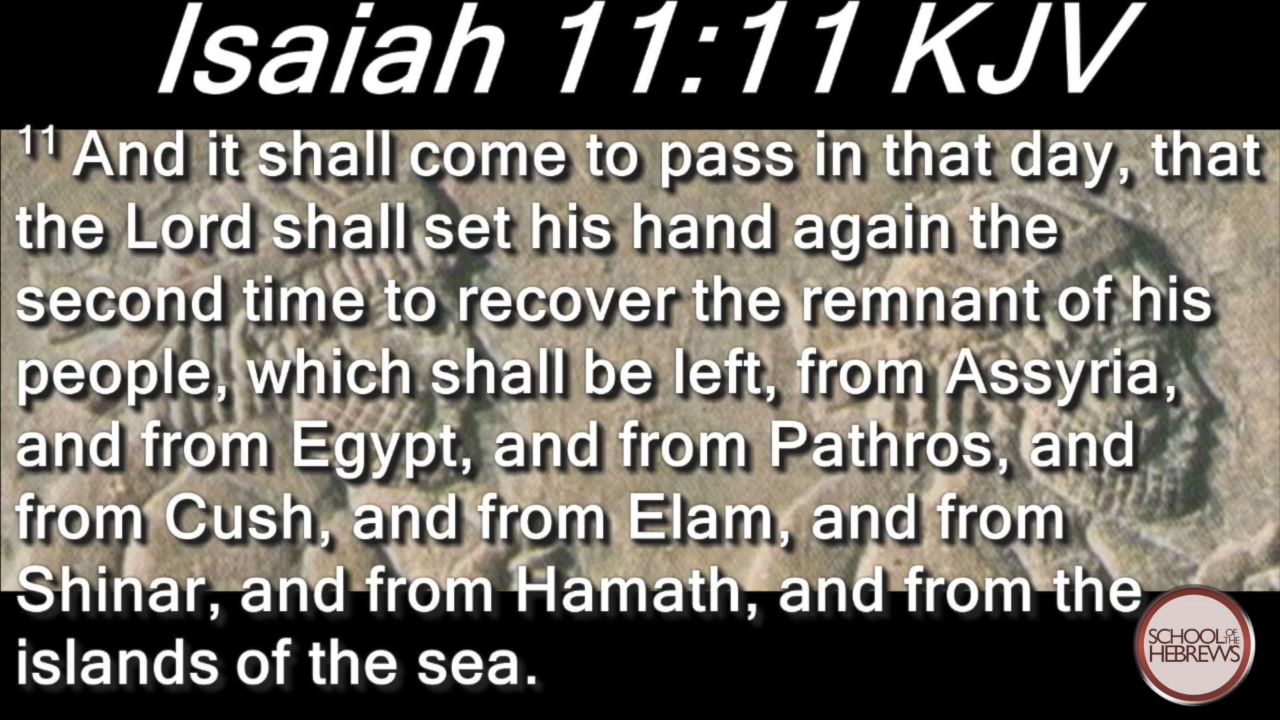 Isaiah 11:11 KJV
11 And it shall come to pass in that day, that
the Lord shall set his hand again the
second time to recover the remnant of his
people, which shall be left, from Assyria,
and from Egypt, and from Pathros, and
from Cush, and from Elam, and from
Shinar, and from Hamath, and from the
islands of the sea.
SCHOOL OF THE
HEBREWS